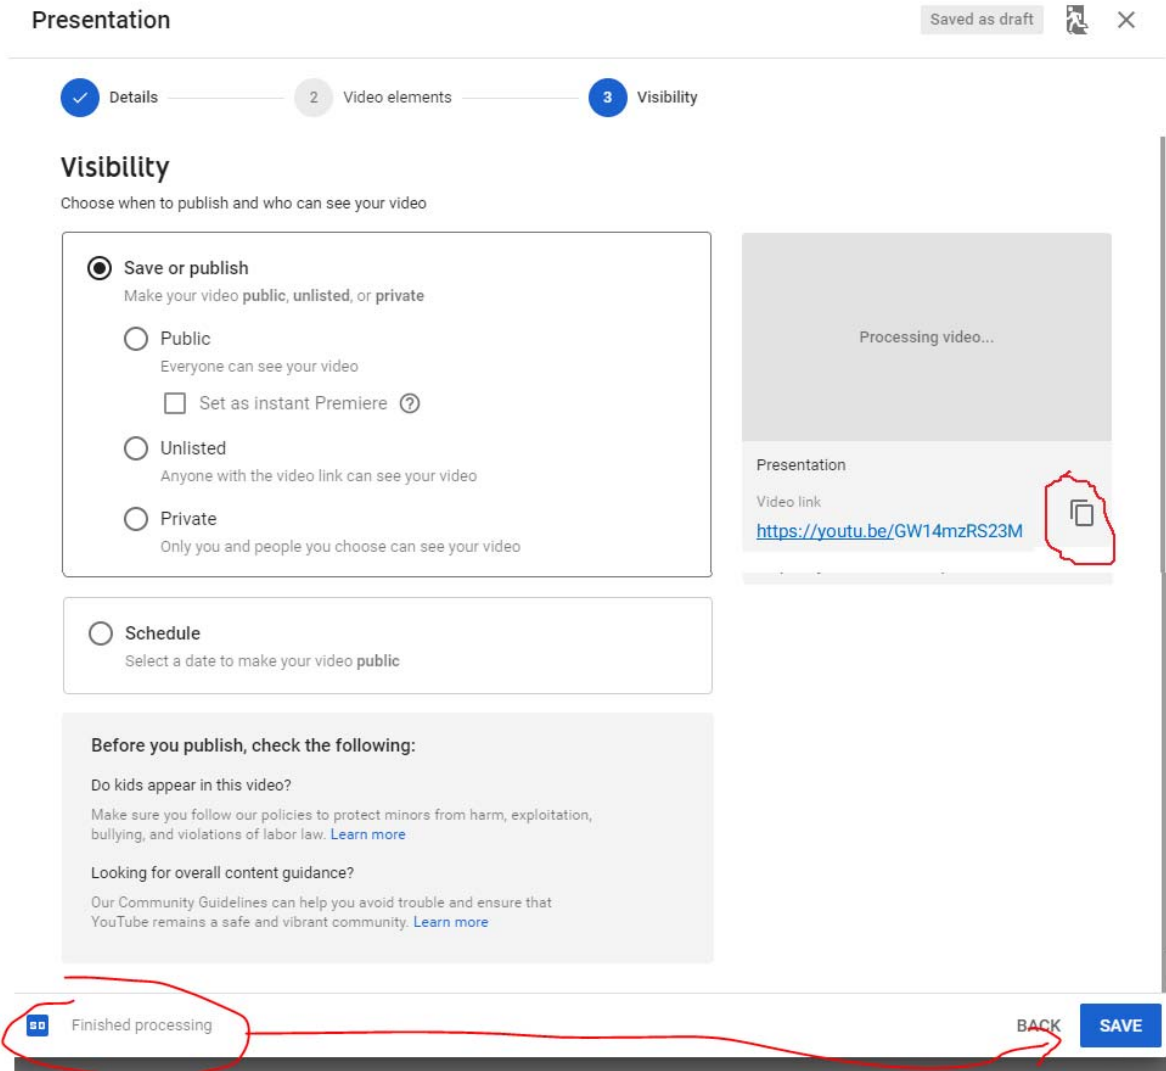 Presentation
Saved as draft
Details
2 Video elements
3 Visibility
Visibility
Choose when to publish and who can see your video
Save or publish
Make your video public, unlisted, or private
Public
Everyone can see your video
Set as instant Premiere ?
Unlisted
Anyone with the video link can see your video
Private
Only you and people you choose can see your video
Processing video...
Presentation
Video link
https://youtu.be/GW14mzRS23M
Schedule
Select a date to make your video public
Before you publish, check the following:
Do kids appear in this video?
Make sure you follow our policies to protect minors from harm, exploitation,
bullying, and violations of labor law. Learn more
Looking for overall content guidance?
Our Community Guidelines can help you avoid trouble and ensure that
YouTube remains a safe and vibrant community. Learn more
SD Finished processing
BACK
SAVE